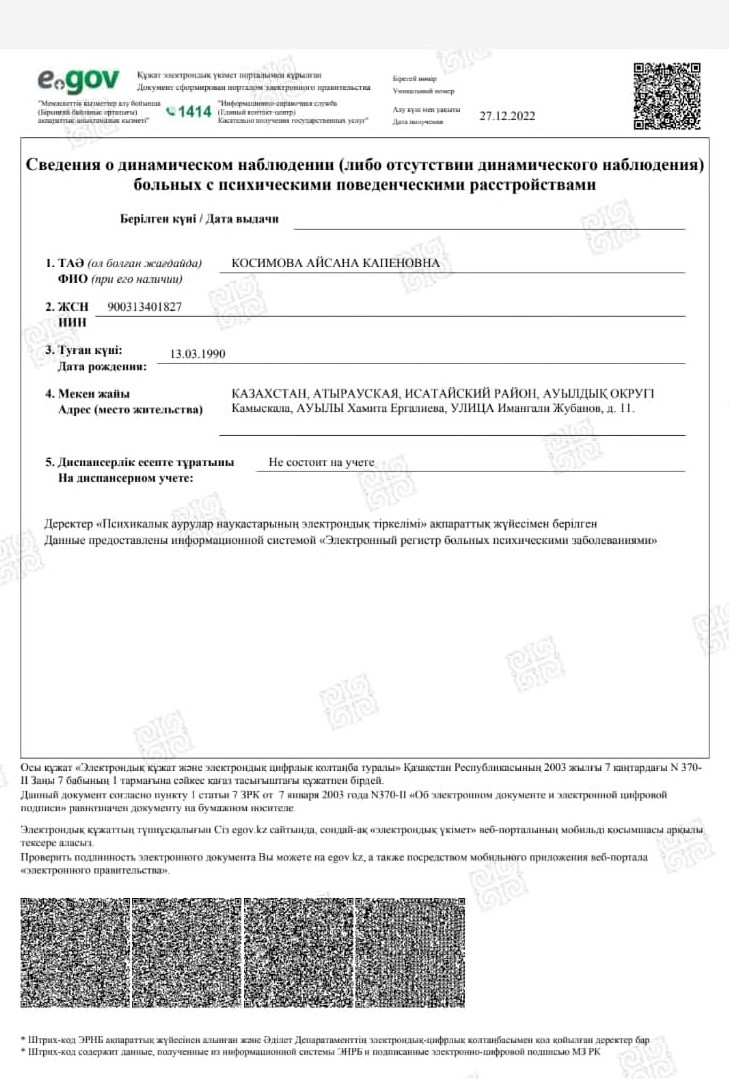 egov
Құжат электрондық үкімет порталымен құрылған
Документ сформирован порталом электронного правительства
"Мемлекеттік қызметтер алу бойынша
(Бірыңғай байланыс орталығы)
ақпараттық анықтамалық қызметі"
1414
"Информационно-справочная служба
(Единый контакт-центр)
Касательно получения государственных услуг"
Бірегей нөмір
Уникальный номер
Алу күні мен уақыты
Дата получения
27.12.2022
Сведения о динамическом наблюдении (либо отсутствии динамического наблюдения)
больных с психическими поведенческими расстройствами
Берілген күні / Дата выдачи
1. ТАӘ (ол болған жағдайда) КОСИМОВА АЙСАНА КАПЕНОВНА
ФИО (при его наличии)
2. ЖСН 900313401827
ИИН
3. Туған күні: 13.03.1990
Дата рождения:
4. Мекен жайы КАЗАХСТАН, АТЫРАУСКАЯ, ИСАТАЙСКИЙ РАЙОН, АУЫЛДЫҚ ОКРУГІ
Адрес (место жительства) Камыскала, АУЫЛЫ Хамита Ергалиева, УЛИЦА Имангали Жубанов, д. 11.
5. Диспансерлік есепте тұратыны Не состоит на учете
На диспансерном учете:
Деректер «Психикалық аурулар науқастарының электрондық тіркелімі» ақпараттық жүйесімен берілген
Данные предоставлены информационной системой «Электронный регистр больных психическими заболеваниями»
Осы құжат «Электрондық құжат және электрондық цифрлық қолтаңба туралы» Қазақстан Республикасының 2003 жылғы 7 қаңтардағы N 370-
II Заңы 7 бабының 1 тармағына сәйкес қағаз тасығыштағы құжатпен бірдей.
Данный документ согласно пункту 1 статьи 7 ЗРК от 7 января 2003 года N370-II «Об электронном документе и электронной цифровой
подписи» равнозначен документу на бумажном носителе.
Электрондық құжаттың түпнұсқалығын Сіз egov.kz сайтында, сондай-ақ «электрондық үкімет» веб-порталының мобильді қосымшасы арқылы
тексере аласыз.
Проверить подлинность электронного документа Вы можете на egov.kz, а также посредством мобильного приложения веб-портала
«электронного правительства».
* Штрих-код ЭРНБ ақпараттық жүйесінен алынған және Әділет Департаменттің электрондық-цифрлық қолтаңбасымен қол қойылған деректер бар
* Штрих-код содержит данные, полученные из информационной системы ЭНРБ и подписанные электронно-цифровой подписью МЗ РК